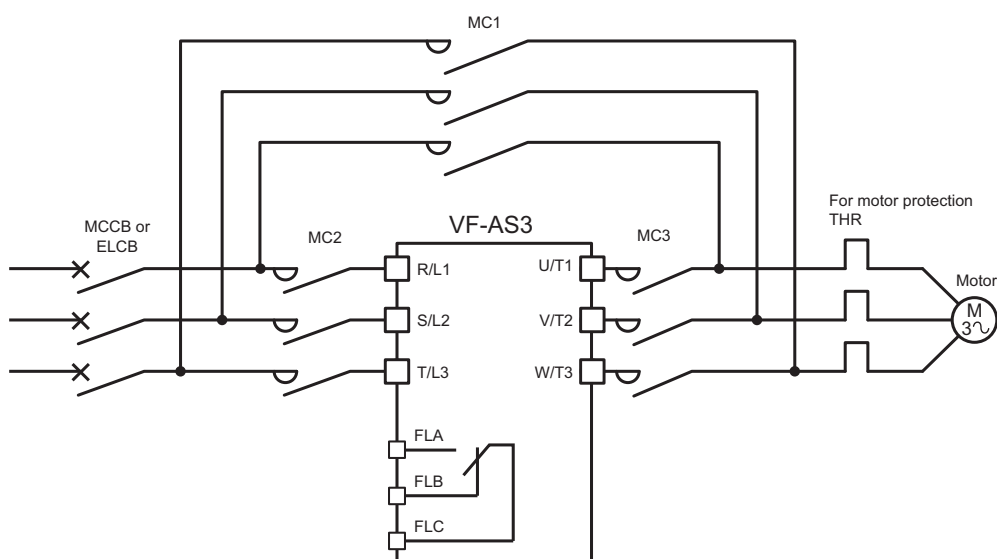 MC1
For motor protection
THR
MCCB or
ELCB
MC2
VF-AS3
MC3
R/L1
U/T1
Motor
S/L2
V/T2
M
3
T/L3
W/T3
FLA
FLB
FLC